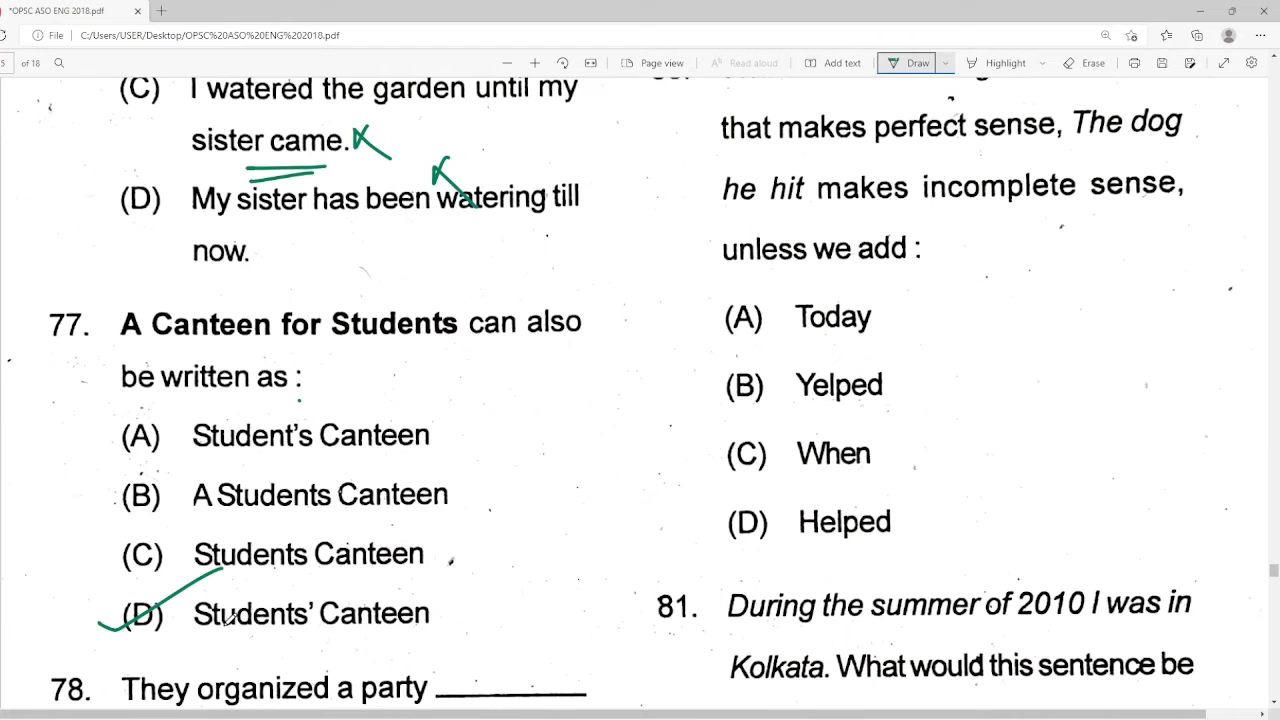 *OPSC ASO ENG 2018.pdf
File
C:/Users/USER/Desktop/OPSC%20ASO%20ENG%202018.pdf
5 of 18
Page view
Read aloud
Add text
Draw
Highlight
Erase
(C) I watered the garden until my
sister came.
(D) My sister has been watering till
now.
77. A Canteen for Students can also
be written as :
(A) Student's Canteen
(B) A Students Canteen
(C) Students Canteen
(D) Students' Canteen
78. They organized a party
that makes perfect sense, The dog
he hit makes incomplete sense,
unless we add :
(A) Today
(B) Yelped
(C) When
(D) Helped
81. During the summer of 2010 I was in
Kolkata. What would this sentence be